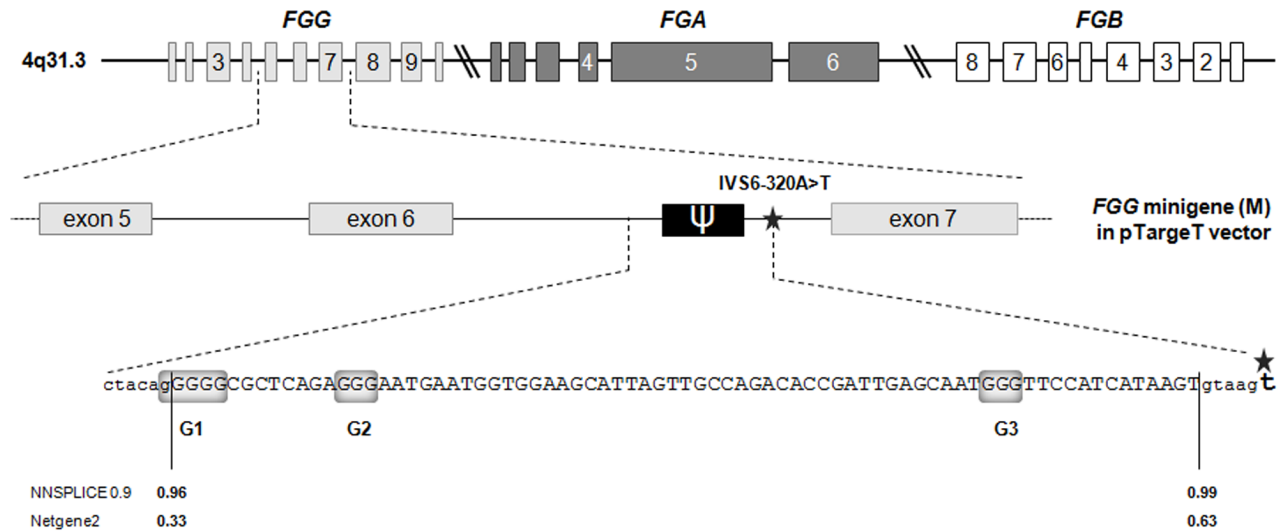 FGG FGA FGB
4q31.3 3 7 8 9 4 5 6 8 7 6 4 3 2
IVS6-320A>T
exon 5 exon 6 Ψ exon 7 FGG minigene (M)
in pTargeT vector
ctacagGGGGCGCTCAGAGGGAATGAATGGTGGAAGCATTAGTTGCCAGACACCGATTGAGCAATGGGTTCCATCATAAGTgtaagt
G1 G2 G3
NNSPLICE 0.9 0.96 0.99
Netgene2 0.33 0.63